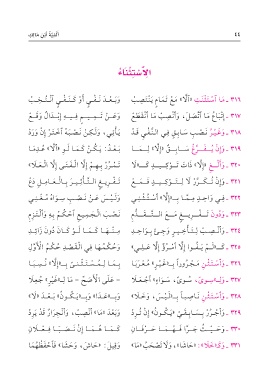 ٤٤ ألفيّة ابن مالك
الاستثناء
٣١٦ - مَا اسْتَثْنَتِ «الَّا» مَعْ تَمَامٍ يَنْتَصِبْ وَبَعْدَ نَفْيٍ أَوْ كَنَفْيٍ انْتُخِبْ
٣١٧ - إِتْبَاعُ مَا اتَّصَلَ، وَانْصِبْ مَا انْقَطَعْ وَعَنْ تَمِيمٍ فِيهِ إِبْدَالٌ وَقَعْ
٣١٨ - وَغَيْرُ نَصْبِ سَابِقٍ فِي النَّفْيِ قَدْ يَأْتِي، وَلَكِنْ نَصْبَهُ اخْتَرْ إِنْ وَرَدْ
٣١٩ - وَإِنْ يُفَرَّغْ سَابِقٌ «إِلَّا» لِمَا بَعْدُ: يَكُنْ كَمَا لَوِ «الَّا» عُدِمَا
٣٢٠ - وَأَلْغِ «إِلَّا» ذَاتَ تَوْكِيدٍ كَـ«لَا تَمْرُرْ بِهِمْ إِلَّا الْفَتَى إِلَّا الْعَلَا»
٣٢١ - وَإِنْ تُكَرَّرْ لَا لِتَوْكِيدٍ فَمَعْ تَفْرِيغٍ التَّأْثِيرَ بِالْعَامِلِ دَعْ
٣٢٢ - فِي وَاحِدٍ مِمَّا بِـ«إِلَّا» اسْتُثْنِي وَلَيْسَ عَنْ نَصْبِ سِوَاهُ مُغْنِي
٣٢٣ - وَدُونَ تَفْرِيغٍ مَعَ التَّقَدُّمِ نَصْبَ الْجَمِيعِ احْكُمْ بِهِ وَالْتَزِمِ
٣٢٤ - وَانْصِبْ لِتَأْخِيرٍ وَجِئْ بِوَاحِدِ مِنْهَا كَمَا لَوْ كَانَ دُونَ زَائِدِ
٣٢٥ - كَـ«لَمْ يَفُوا إِلَّا امْرُؤٌ إِلَّا عَلِي» وَحُكْمُهَا فِي الْقَصْدِ حُكْمُ الْأَوَّلِ
٣٢٦ - وَاسْتَثْنِ مَجْرُورًا بِـ«غَيْرٍ» مُعْرَبَا بِمَا لِمُسْتَثْنًى بِـ«إِلَّا» نُسِبَا
٣٢٧ - وَلِـ«سِوًى، سُوًى، سَوَاءٍ» اجْعَلَا - عَلَى الْأَصَحِّ - مَا لِـ«غَيْرٍ» جُعِلَا
٣٢٨ - وَاسْتَثْنِ نَاصِبًا بِـ«لَيْسَ، وَخَلَا» وَبِـ«عَدَا» وَبِـ«يَكُونُ» بَعْدَ «لَا»
٣٢٩ - وَاجْرُرْ بِسَابِقَيْ «يَكُونُ» إِنْ تُرِدْ وَبَعْدَ «مَا» انْصِبْ، وَانْجِرَارٌ قَدْ يَرِدْ
٣٣٠ - وَحَيْثُ جَرَّا فَهُمَا حَرْفَانِ كَمَا هُمَا إِنْ نَصَبَا فِعْلَانِ
٣٣١ - وَكَـ«خَلَا»: «حَاشَا»، وَلَا تَصْحَبُ «مَا» وَقِيلَ: «حَاشَ، وَحَشَا» فَاحْفَظْهُمَا